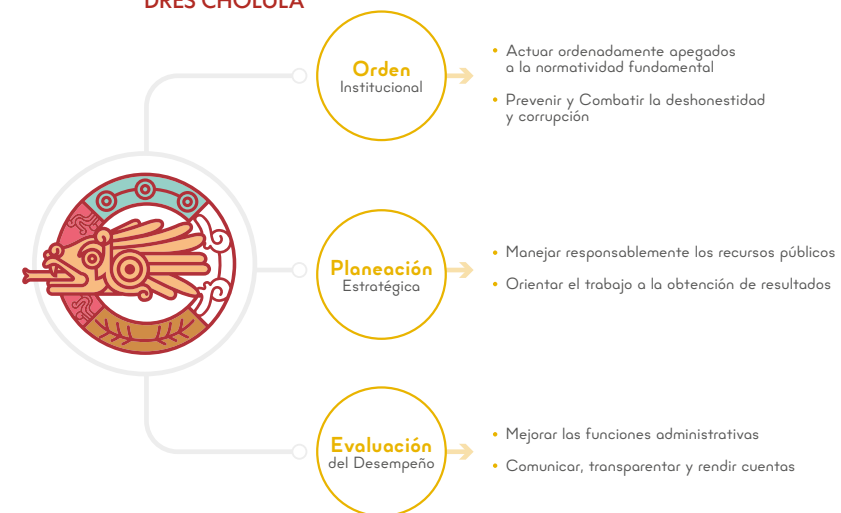 DRÉS CHOLULA
Orden
Institucional
• Actuar ordenadamente apegados
a la normatividad fundamental
• Prevenir y Combatir la deshonestidad
y corrupción
Planeación
Estratégica
• Manejar responsablemente los recursos públicos
• Orientar el trabajo a la obtención de resultados
Evaluación
del Desempeño
• Mejorar las funciones administrativas
• Comunicar, transparentar y rendir cuentas